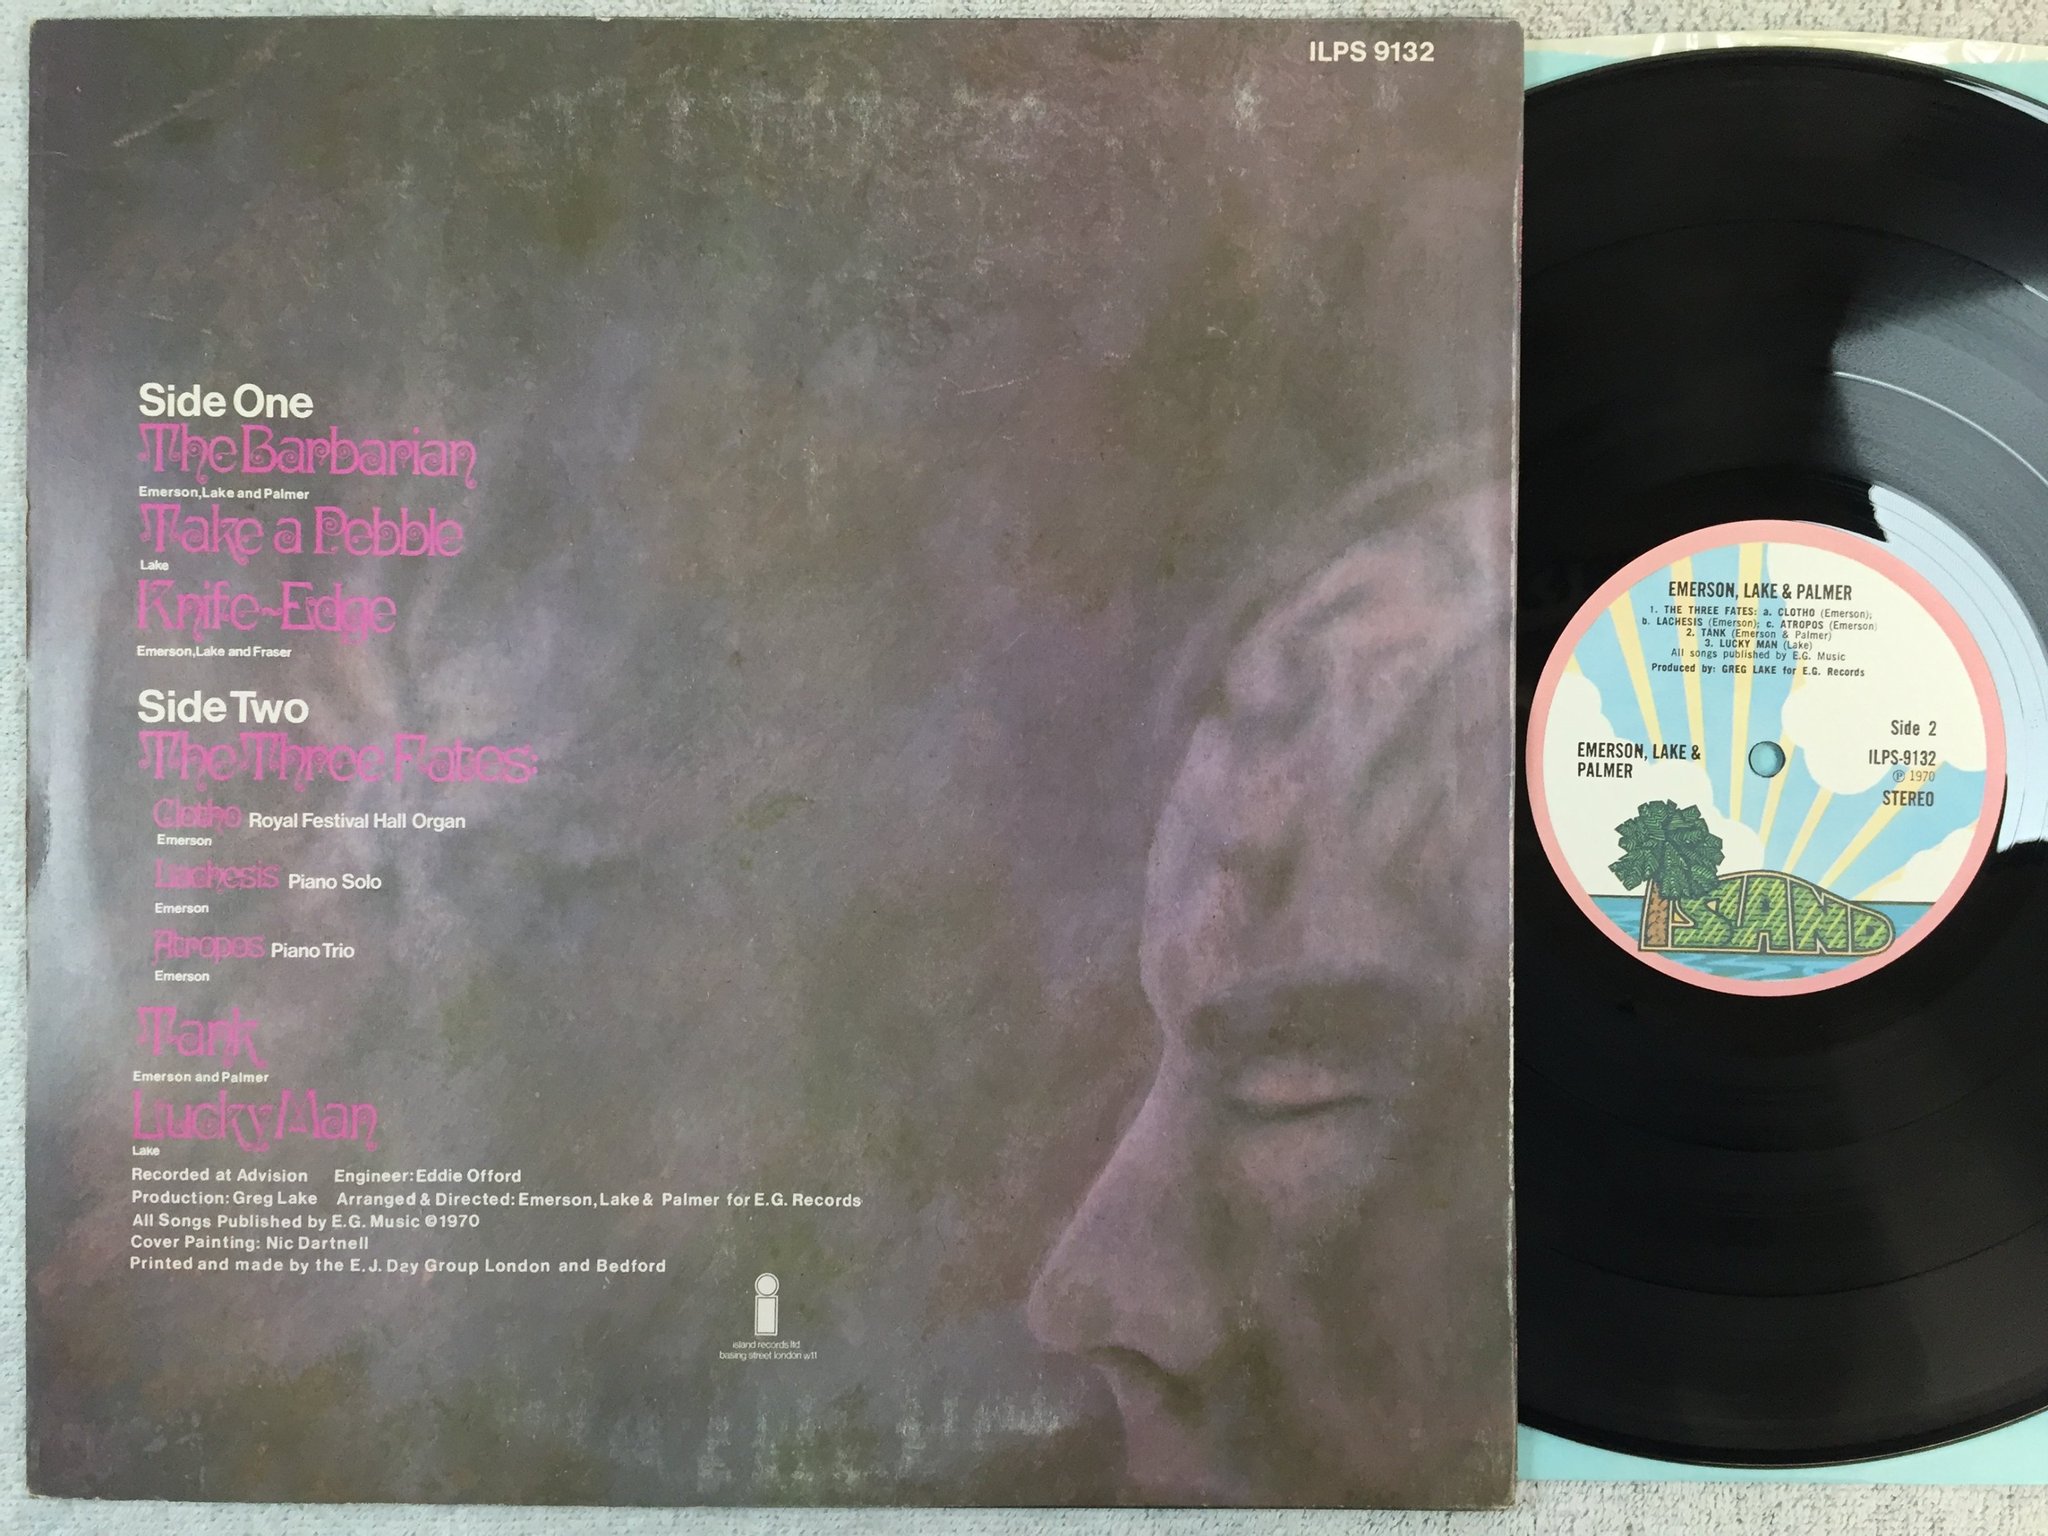 ILPS 9132
Side One
The Barbarian
Emerson, Lake and Palmer
Take a Pebble
Lake
Knife~Edge
Emerson, Lake and Fraser
Side Two
The Three Fates:
Clotho Royal Festival Hall Organ
Emerson
Lachesis Piano Solo
Emerson
Atropos Piano Trio
Emerson
Tank
Emerson and Palmer
Lucky Man
Lake
Recorded at Advision Engineer: Eddie Offord
Production: Greg Lake Arranged & Directed: Emerson, Lake & Palmer for E.G. Records
All Songs Published by E.G. Music ©1970
Cover Painting: Nic Dartnell
Printed and made by the E. J. Day Group London and Bedford
i
island records ltd
basing street london w11
EMERSON, LAKE & PALMER
1. THE THREE FATES: a. CLOTHO (Emerson);
b. LACHESIS (Emerson); c. ATROPOS (Emerson)
2. TANK (Emerson & Palmer)
3. LUCKY MAN (Lake)
All songs published by E.G. Music
Produced by: GREG LAKE for E.G. Records
EMERSON, LAKE &
PALMER
Side 2
ILPS-9132
℗ 1970
STEREO
ISLAND